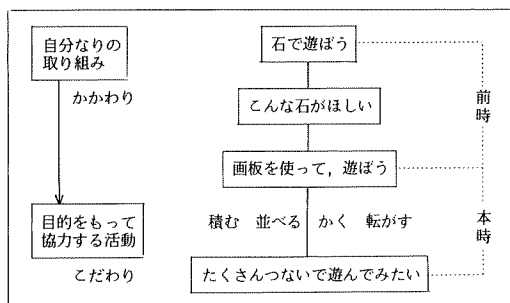 自分なりの
取り組み
かかわり
目的をもって
協力する活動
こだわり
石で遊ぼう
こんな石がほしい
画板を使って，遊ぼう
積む 並べる かく 転がす
たくさんつないで遊んでみたい
前時
本時